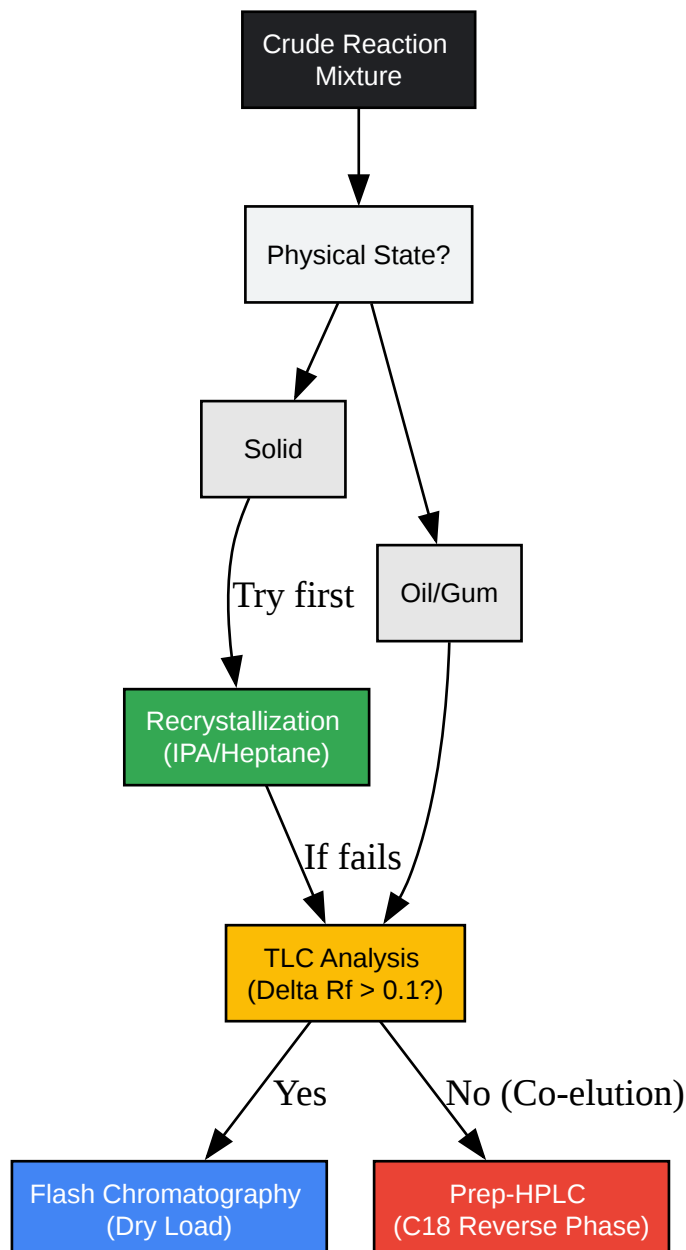 Crude Reaction
Mixture
Physical State?
Solid
Oil/Gum
Try first
Recrystallization
(IPA/Heptane)
If fails
TLC Analysis
(Delta Rf > 0.1?)
Yes
No (Co-elution)
Flash Chromatography
(Dry Load)
Prep-HPLC
(C18 Reverse Phase)